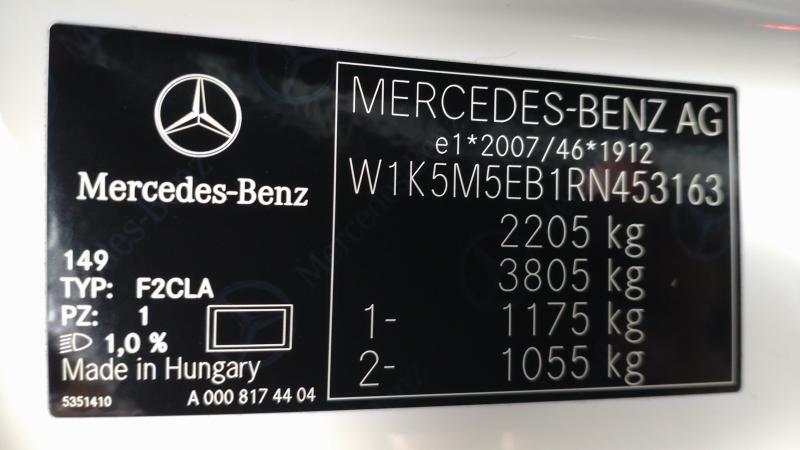 Mercedes-Benz
149
TYP: F2CLA
PZ: 1
1,0 %
Made in Hungary
5351410 A 000 817 44 04
MERCEDES-BENZ AG
e1*2007/46*1912
W1K5M5EB1RN453163
2205 kg
3805 kg
1- 1175 kg
2- 1055 kg